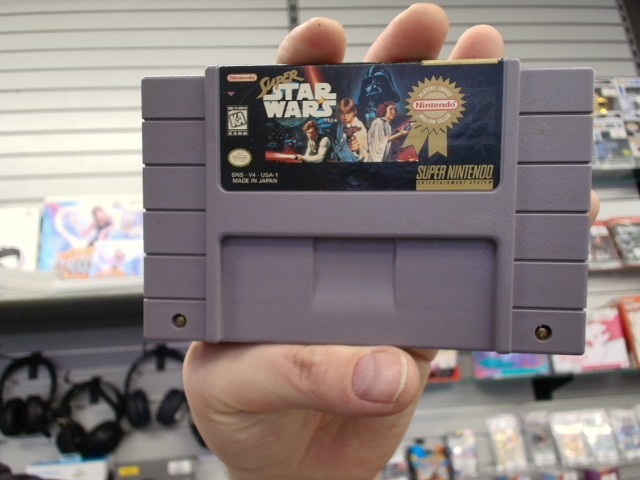 Nintendo
SUPER
STAR
WARS
K-A
PLAYERS CHOICE
Nintendo
MILLION SELLER
SNS - V4 - USA-1
MADE IN JAPAN
SUPER NINTENDO
ENTERTAINMENT SYSTEM